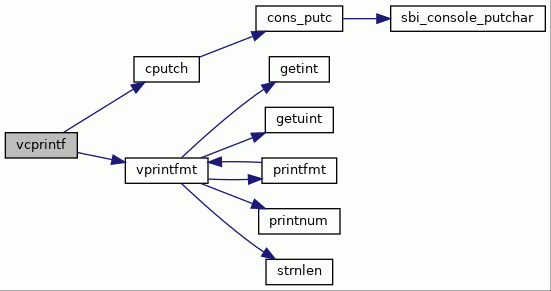 cons_putc
sbi_console_putchar
cputch
getint
getuint
vcprintf
vprintfmt
printfmt
printnum
strnlen